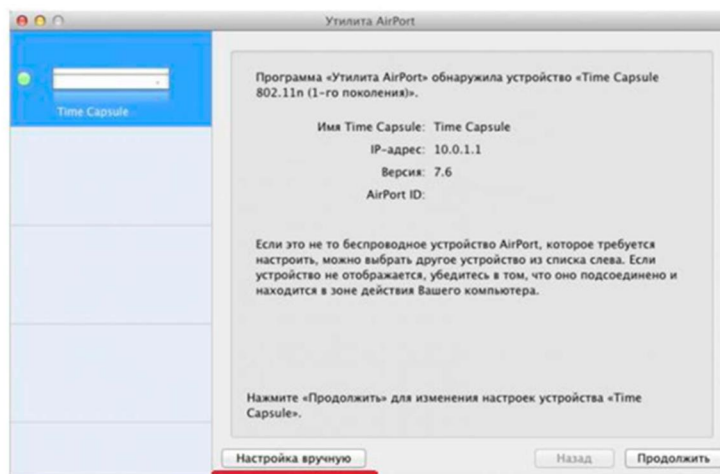 Утилита AirPort
Time Capsule
Программа «Утилита AirPort» обнаружила устройство «Time Capsule
802.11n (1-го поколения)».
Имя Time Capsule: Time Capsule
IP-адрес: 10.0.1.1
Версия: 7.6
AirPort ID:
Если это не то беспроводное устройство AirPort, которое требуется
настроить, можно выбрать другое устройство из списка слева. Если
устройство не отображается, убедитесь в том, что оно подсоединено и
находится в зоне действия Вашего компьютера.
Нажмите «Продолжить» для изменения настроек устройства «Time
Capsule».
Настройка вручную
Назад
Продолжить